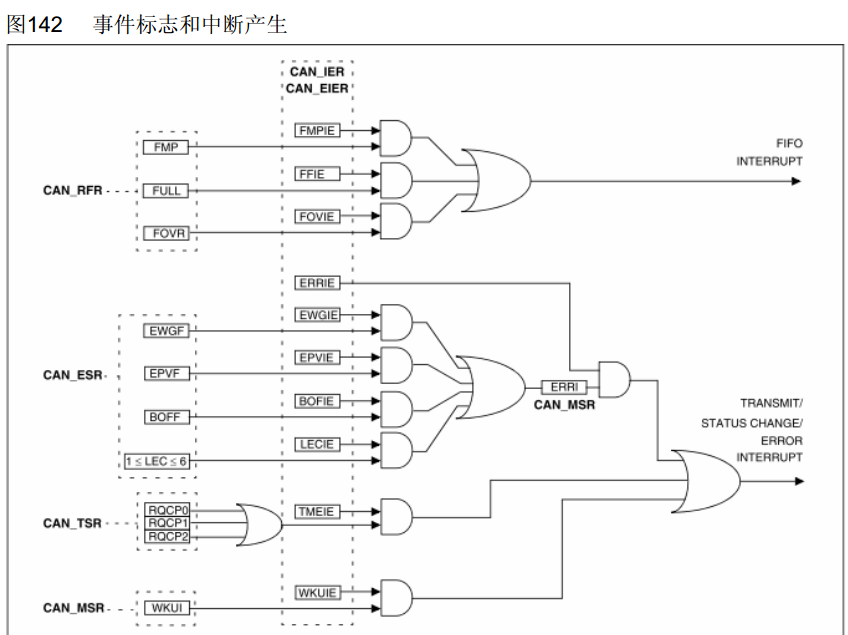 图142 事件标志和中断产生
CAN_IER
CAN_EIER
FMPIE
FMP
FIFO
INTERRUPT
FFIE
CAN_RFR
FULL
FOVIE
FOVR
ERRIE
EWGIE
EWGF
EPVIE
CAN_ESR
EPVF
ERRI
CAN_MSR
BOFIE
BOFF
TRANSMIT/
STATUS CHANGE/
ERROR
INTERRUPT
LECIE
1 ≤ LEC ≤ 6
RQCP0
TMEIE
CAN_TSR
RQCP1
RQCP2
WKUIE
CAN_MSR
WKUI